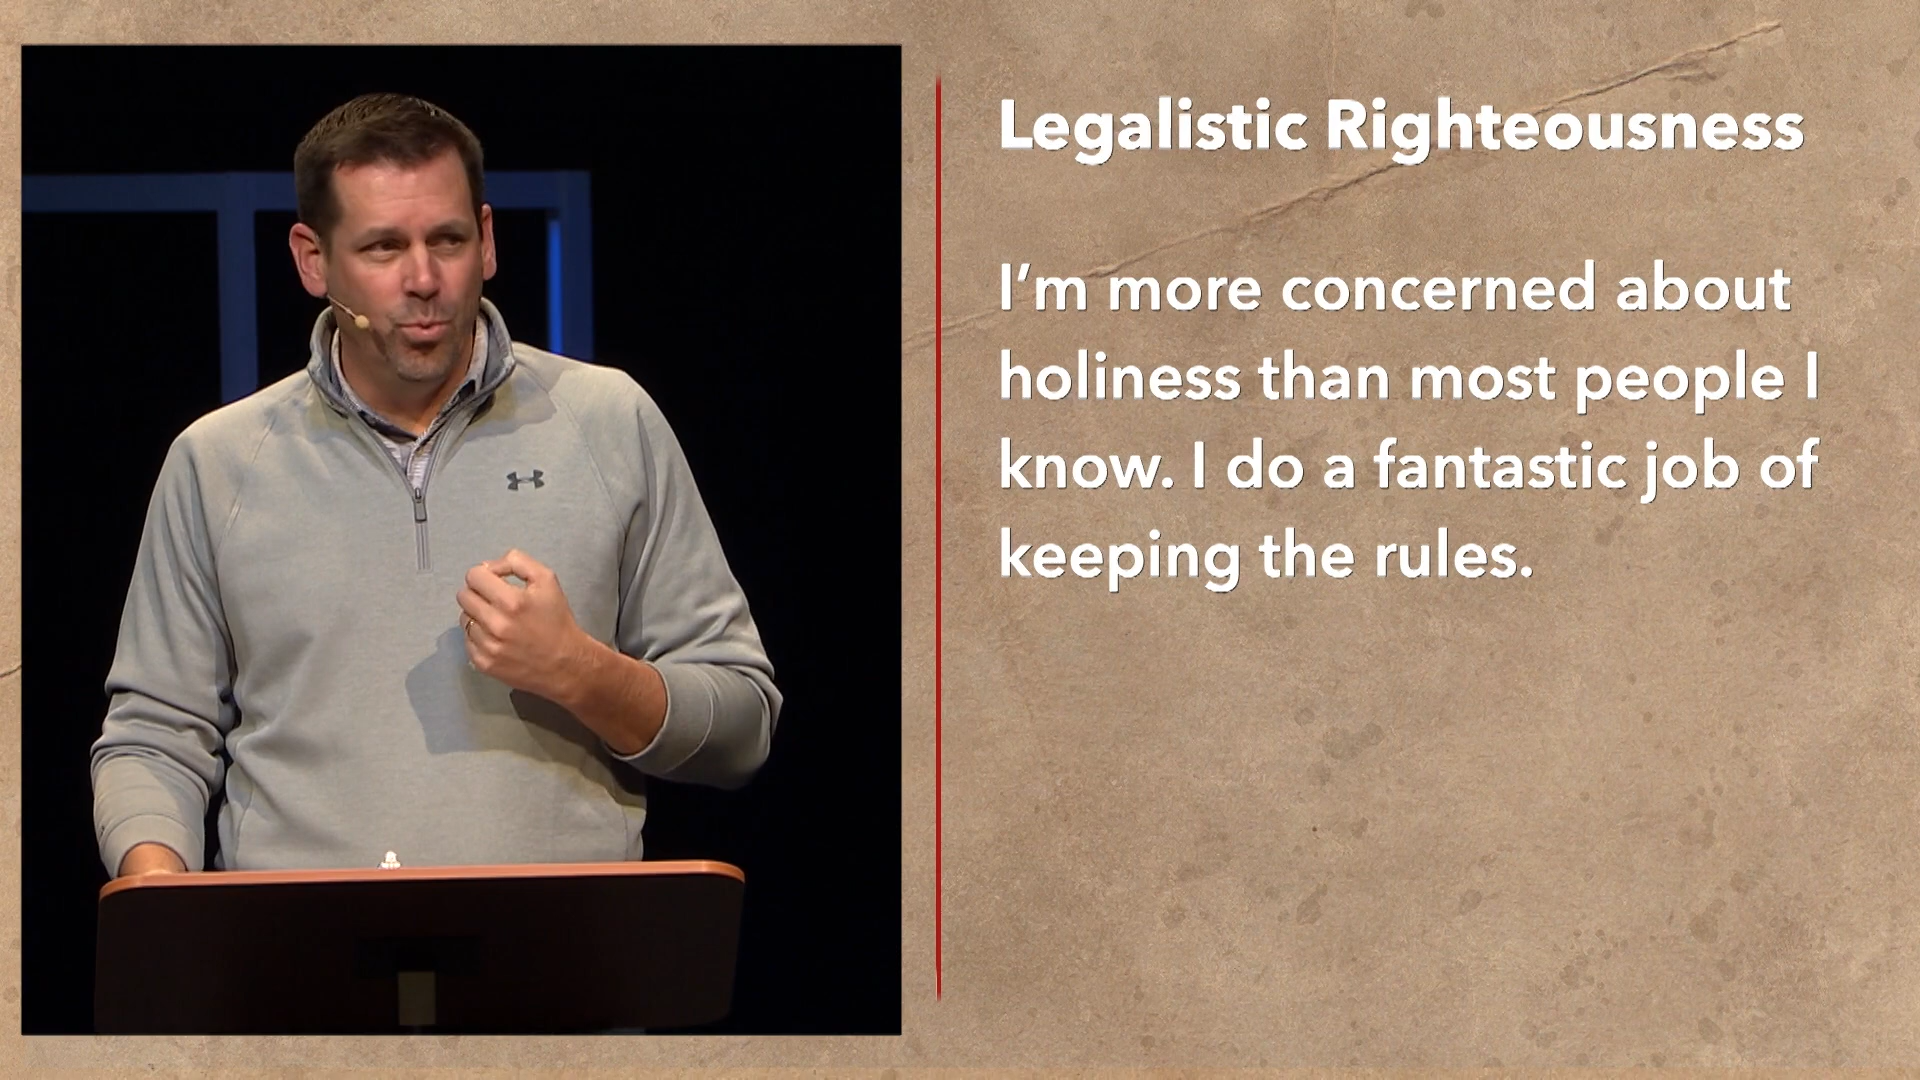 Legalistic Righteousness
I’m more concerned about
holiness than most people I
know. I do a fantastic job of
keeping the rules.